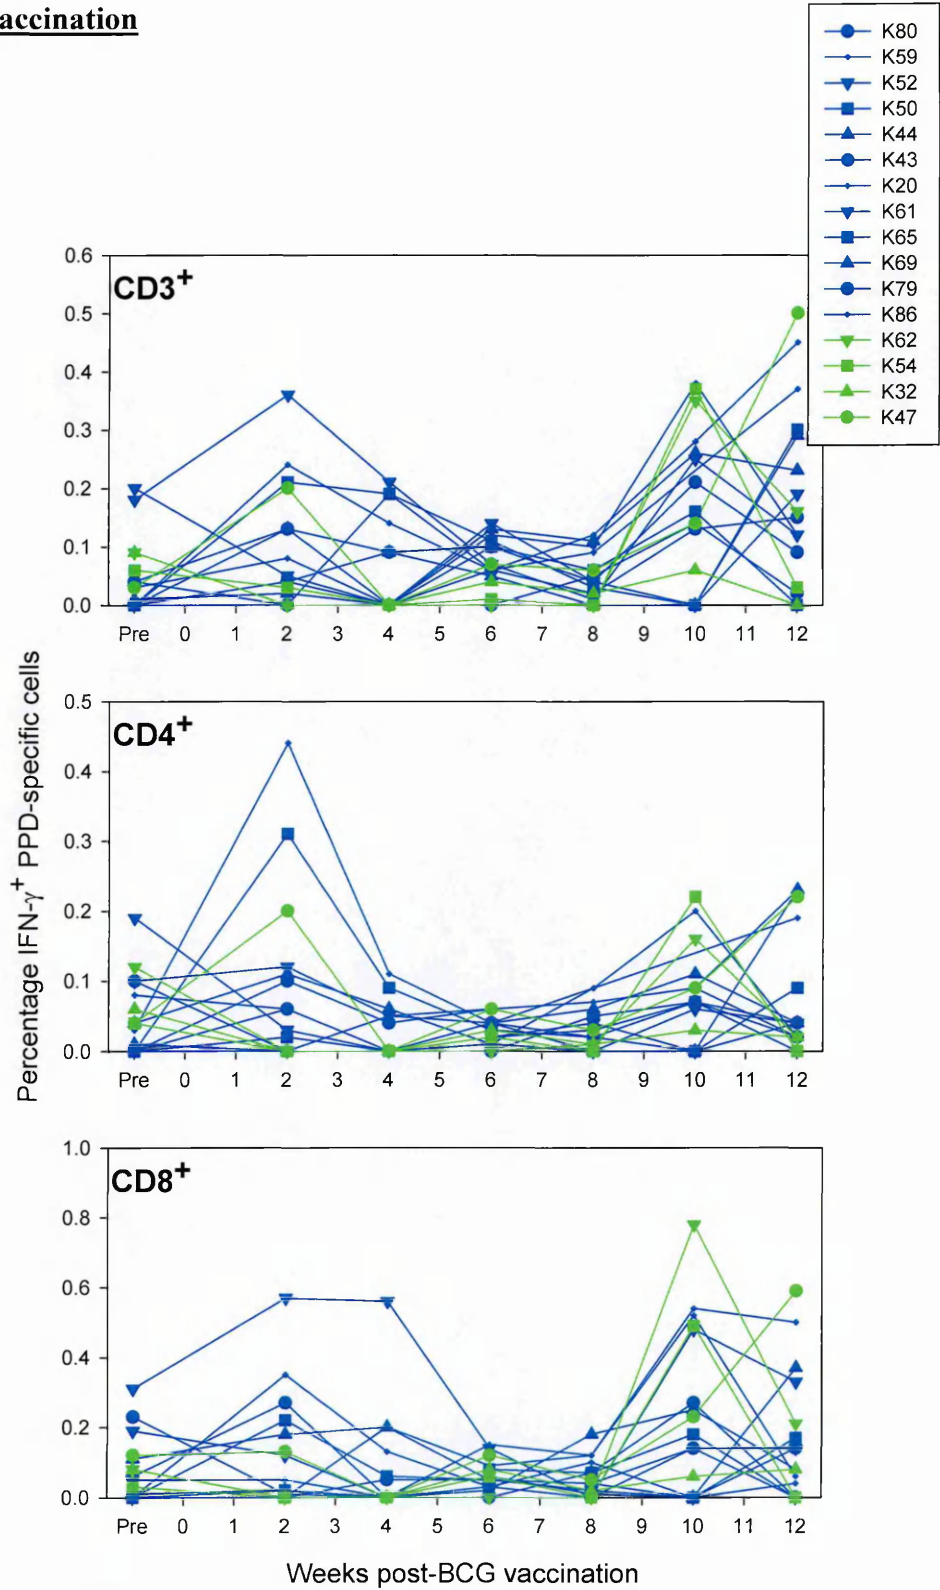 accination
K80
K59
K52
K50
K44
K43
K20
K61
K65
K69
K79
K86
K62
K54
K32
K47
CD3+
0.6
0.5
0.4
0.3
0.2
0.1
0.0
Pre 0 1 2 3 4 5 6 7 8 9 10 11 12
Percentage IFN-γ+ PPD-specific cells
CD4+
0.5
0.4
0.3
0.2
0.1
0.0
Pre 0 1 2 3 4 5 6 7 8 9 10 11 12
CD8+
1.0
0.8
0.6
0.4
0.2
0.0
Pre 0 1 2 3 4 5 6 7 8 9 10 11 12
Weeks post-BCG vaccination